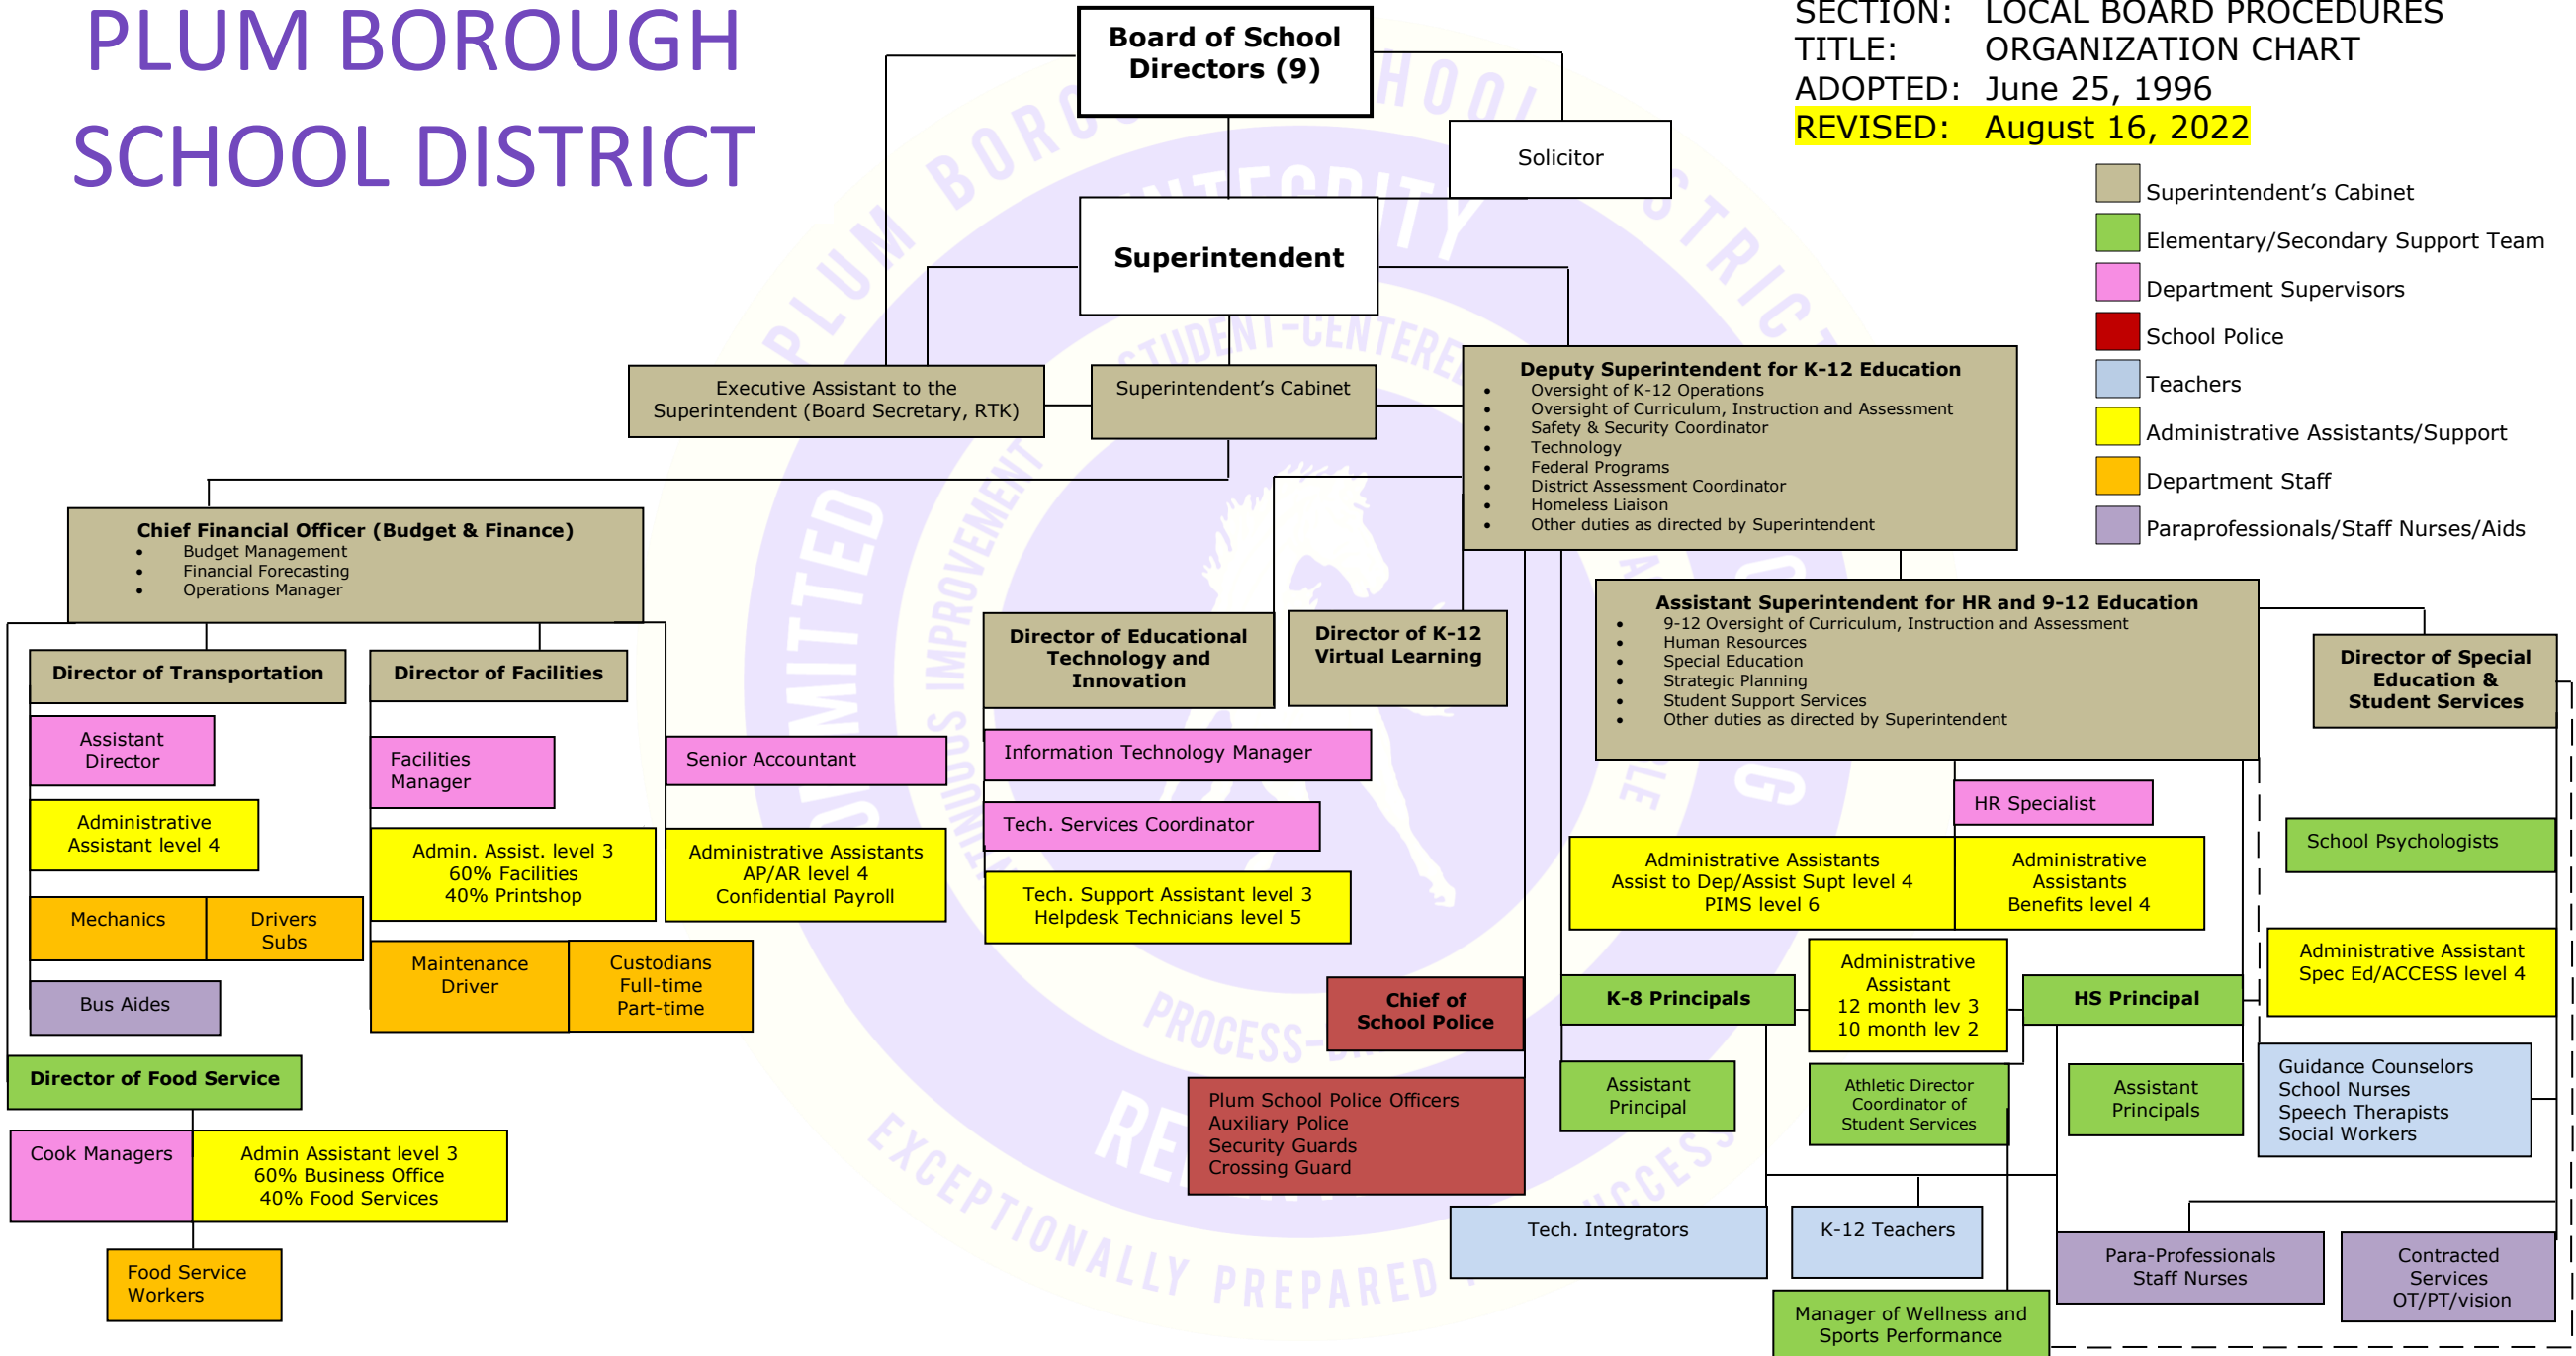 PLUM BOROUGH
SCHOOL DISTRICT
SECTION: LOCAL BOARD PROCEDURES
TITLE: ORGANIZATION CHART
ADOPTED: June 25, 1996
REVISED: August 16, 2022
Board of School
Directors (9)
Solicitor
Superintendent
Superintendent’s Cabinet
Elementary/Secondary Support Team
Department Supervisors
School Police
Teachers
Administrative Assistants/Support
Department Staff
Paraprofessionals/Staff Nurses/Aids
Executive Assistant to the
Superintendent (Board Secretary, RTK)
Superintendent’s Cabinet
Deputy Superintendent for K-12 Education
• Oversight of K-12 Operations
• Oversight of Curriculum, Instruction and Assessment
• Safety & Security Coordinator
• Technology
• Federal Programs
• District Assessment Coordinator
• Homeless Liaison
• Other duties as directed by Superintendent
Chief Financial Officer (Budget & Finance)
• Budget Management
• Financial Forecasting
• Operations Manager
Director of Transportation
Director of Facilities
Director of Educational
Technology and
Innovation
Director of K-12
Virtual Learning
Assistant Superintendent for HR and 9-12 Education
• 9-12 Oversight of Curriculum, Instruction and Assessment
• Human Resources
• Special Education
• Strategic Planning
• Student Support Services
• Other duties as directed by Superintendent
Director of Special
Education &
Student Services
Assistant
Director
Facilities
Manager
Senior Accountant
Information Technology Manager
HR Specialist
Administrative
Assistant level 4
Admin. Assist. level 3
60% Facilities
40% Printshop
Administrative Assistants
AP/AR level 4
Confidential Payroll
Tech. Services Coordinator
Tech. Support Assistant level 3
Helpdesk Technicians level 5
Administrative Assistants
Assist to Dep/Assist Supt level 4
PIMS level 6
Administrative
Assistants
Benefits level 4
School Psychologists
Mechanics
Drivers
Subs
Maintenance
Driver
Custodians
Full-time
Part-time
Administrative Assistant
Spec Ed/ACCESS level 4
Bus Aides
Chief of
School Police
K-8 Principals
Administrative
Assistant
12 month lev 3
10 month lev 2
HS Principal
Director of Food Service
Plum School Police Officers
Auxiliary Police
Security Guards
Crossing Guard
Assistant
Principal
Athletic Director
Coordinator of
Student Services
Assistant
Principals
Guidance Counselors
School Nurses
Speech Therapists
Social Workers
Cook Managers
Admin Assistant level 3
60% Business Office
40% Food Services
Food Service
Workers
Tech. Integrators
K-12 Teachers
Para-Professionals
Staff Nurses
Contracted
Services
OT/PT/vision
Manager of Wellness and
Sports Performance
PLUM
INTEGRITY
STUDENT-CENTERED
IMPROVEMENT
EXCEPTIONALLY PREPARED